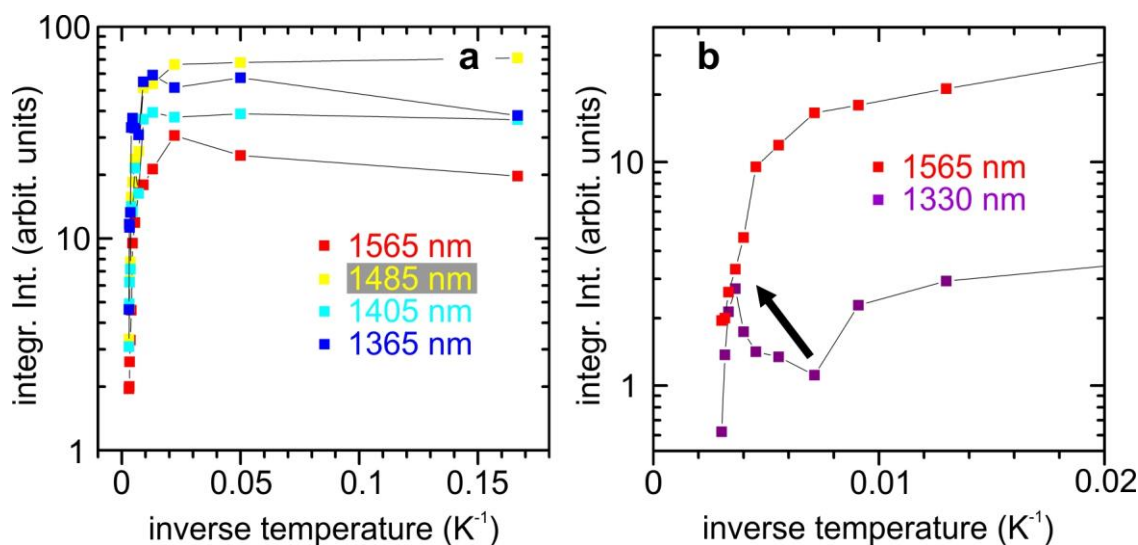 100
10
1
integr. Int. (arbit. units)
a
1565 nm
1485 nm
1405 nm
1365 nm
0
0.05
0.1
0.15
inverse temperature (K⁻¹)
b
10
1
integr. Int. (arbit. units)
1565 nm
1330 nm
0
0.01
0.02
inverse temperature (K⁻¹)